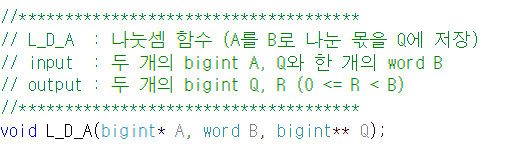 //***********************************
// L_D_A  : 나눗셈 함수 (A를 B로 나눈 몫을 Q에 저장)
// input  : 두 개의 bigint A, Q와 한 개의 word B
// output : 두 개의 bigint Q, R (0 <= R < B)
//***********************************
void L_D_A(bigint* A, word B, bigint** Q);